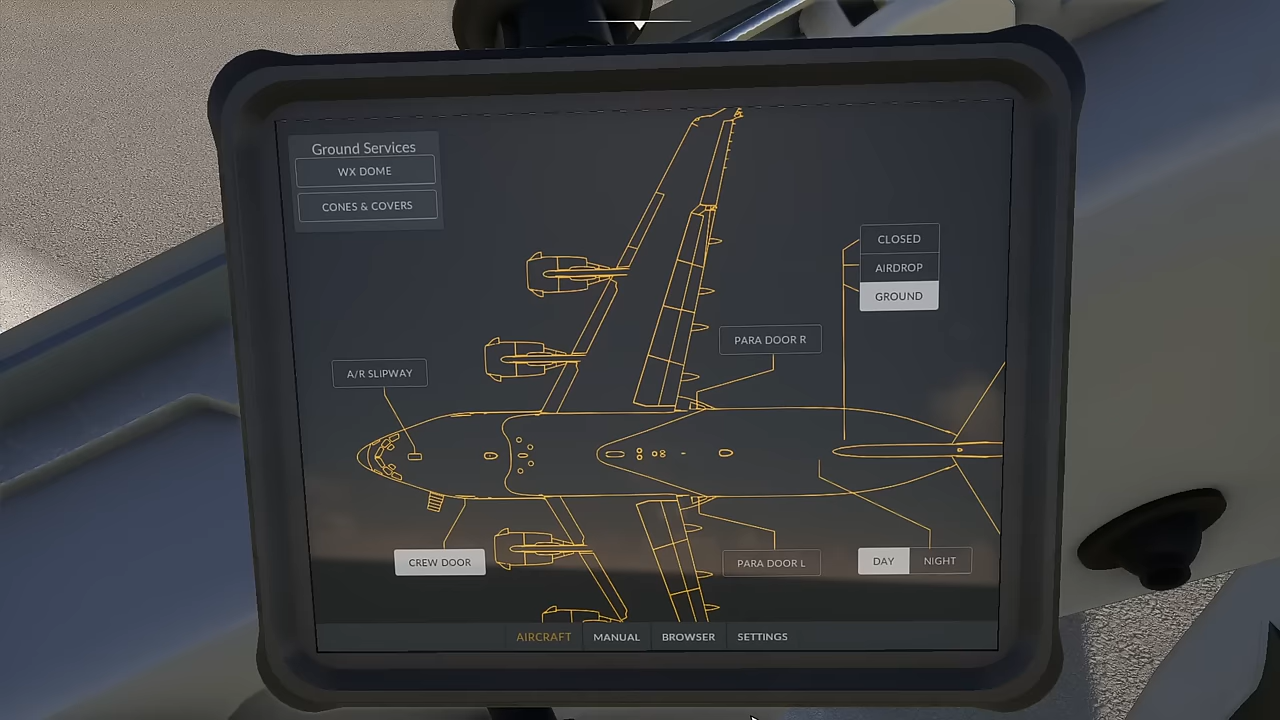 Ground Services
WX DOME
CONES & COVERS
CLOSED
AIRDROP
GROUND
PARA DOOR R
A/R SLIPWAY
CREW DOOR
PARA DOOR L
DAY NIGHT
AIRCRAFT MANUAL BROWSER SETTINGS